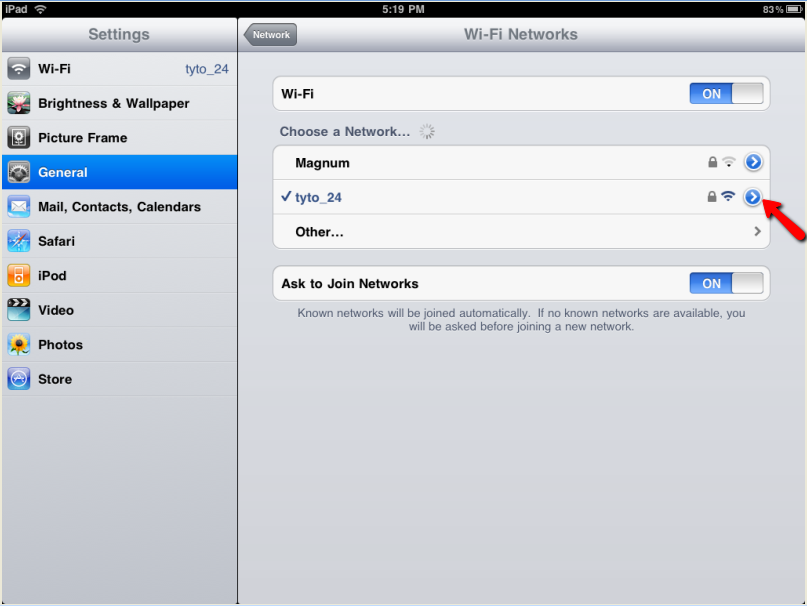 iPad
5:19 PM
83%
Settings
Network
Wi-Fi Networks
Wi-Fi
tyto_24
Brightness & Wallpaper
Picture Frame
General
Mail, Contacts, Calendars
Safari
iPod
Video
Photos
Store
Wi-Fi
ON
Choose a Network...
Magnum
tyto_24
Other...
Ask to Join Networks
ON
Known networks will be joined automatically. If no known networks are available, you
will be asked before joining a new network.